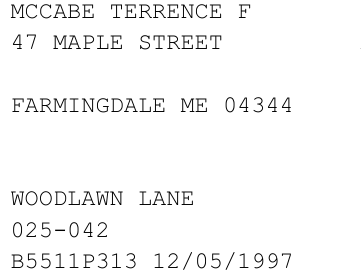 MCCABE TERRENCE F
47 MAPLE STREET
FARMINGDALE ME 04344
WOODLAWN LANE
025-042
B5511P313 12/05/1997